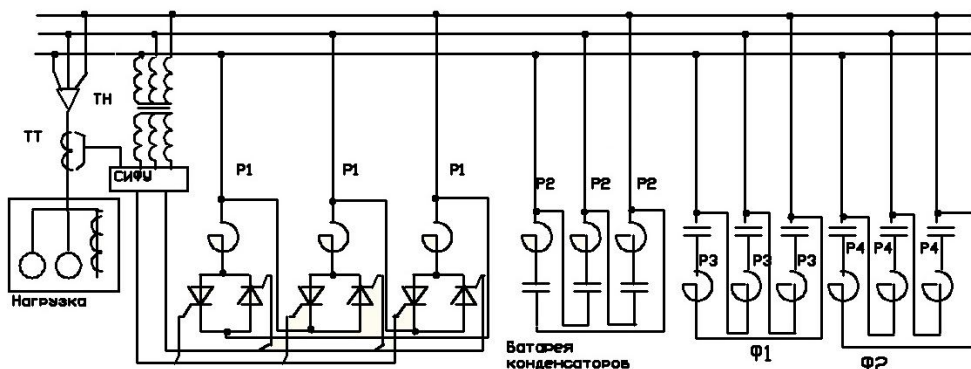 ТН
ТТ
СИФУ
Р1
Р1
Р1
Р2
Р2
Р2
Р3
Р3
Р3
Р4
Р4
Р4
Нагрузка
Батарея
конденсаторов
Ф1
Ф2